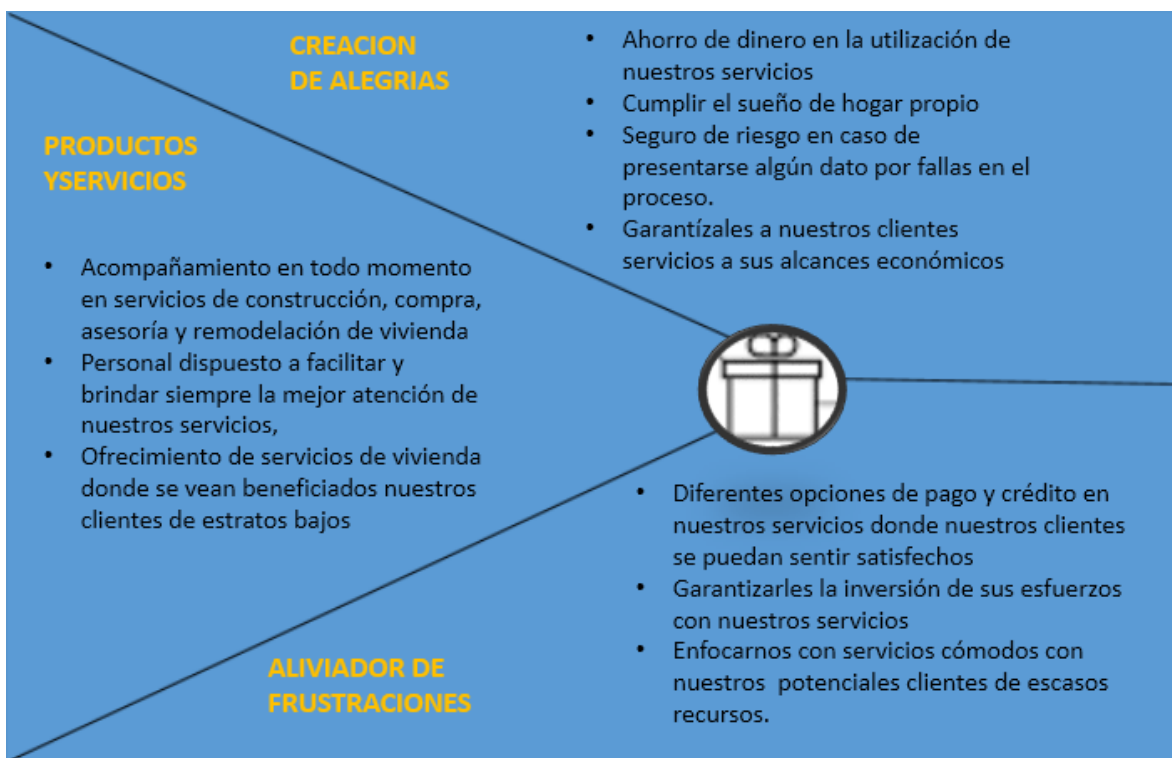 CREACION
DE ALEGRIAS
• Ahorro de dinero en la utilización de
nuestros servicios
• Cumplir el sueño de hogar propio
• Seguro de riesgo en caso de
presentarse algún dato por fallas en el
proceso.
• Garantízales a nuestros clientes
servicios a sus alcances económicos
PRODUCTOS
YSERVICIOS
• Acompañamiento en todo momento
en servicios de construcción, compra,
asesoría y remodelación de vivienda
• Personal dispuesto a facilitar y
brindar siempre la mejor atención de
nuestros servicios,
• Ofrecimiento de servicios de vivienda
donde se vean beneficiados nuestros
clientes de estratos bajos
ALIVIADOR DE
FRUSTRACIONES
• Diferentes opciones de pago y crédito en
nuestros servicios donde nuestros clientes
se puedan sentir satisfechos
• Garantizarles la inversión de sus esfuerzos
con nuestros servicio
• Enfocarnos con servicios cómodos con
nuestros potenciales clientes de escasos
recursos.